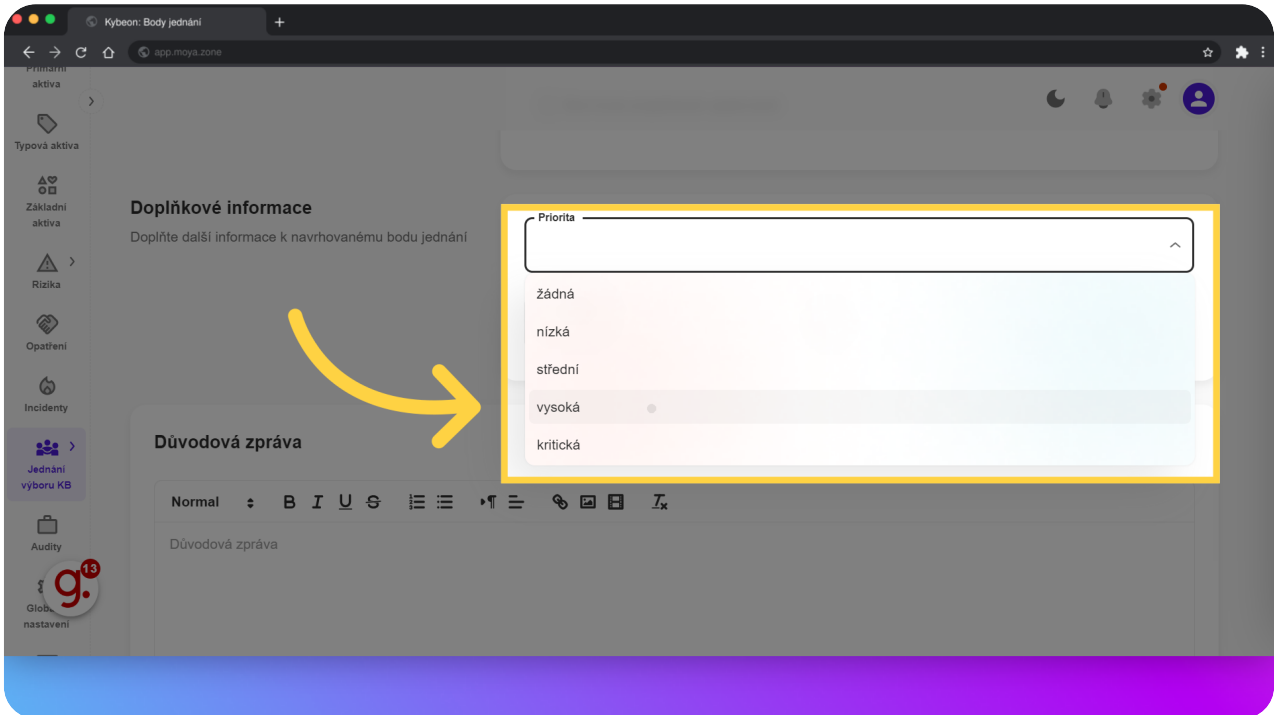 Kybeon: Body jednání
app.moya.zone
Primární
aktiva
Typová aktiva
Základní
aktiva
Rizika
Opatření
Incidenty
Jednání
výboru KB
Audity
g.
13
nastavení
Doplňkové informace
Doplňte další informace k navrhovanému bodu jednání
Priorita
žádná
nízká
střední
vysoká
kritická
Důvodová zpráva
Normal
Důvodová zpráva